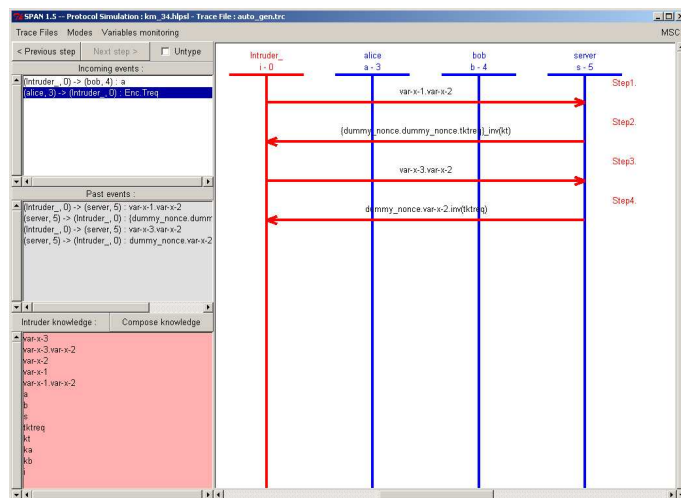 SPAN 1.5 -- Protocol Simulation : km_34.hlpsl - Trace File : auto_gen.trc
Trace Files Modes Variables monitoring MSC
< Previous step Next step > Untype
Incoming events :
(Intruder_, 0) -> (bob, 4) : a
(alice, 3) -> (Intruder_, 0) : Enc.Treq
Past events :
(Intruder_, 0) -> (server, 5) : var-x-1.var-x-2
(server, 5) -> (Intruder_, 0) : {dummy_nonce.dumm
(Intruder_, 0) -> (server, 5) : var-x-3.var-x-2
(server, 5) -> (Intruder_, 0) : dummy_nonce.var-x-2
Intruder knowledge : Compose knowledge
var-x-3
var-x-3.var-x-2
var-x-2
var-x-1
var-x-1.var-x-2
a
b
s
tktreq
kt
ka
kb
i
Intruder_ alice bob server
i - 0 a - 3 b - 4 s - 5
Step1.
var-x-1.var-x-2
Step2.
{dummy_nonce.dummy_nonce.tktreq}_inv(kt)
Step3.
var-x-3.var-x-2
Step4.
dummy_nonce.var-x-2.inv(tktreq)